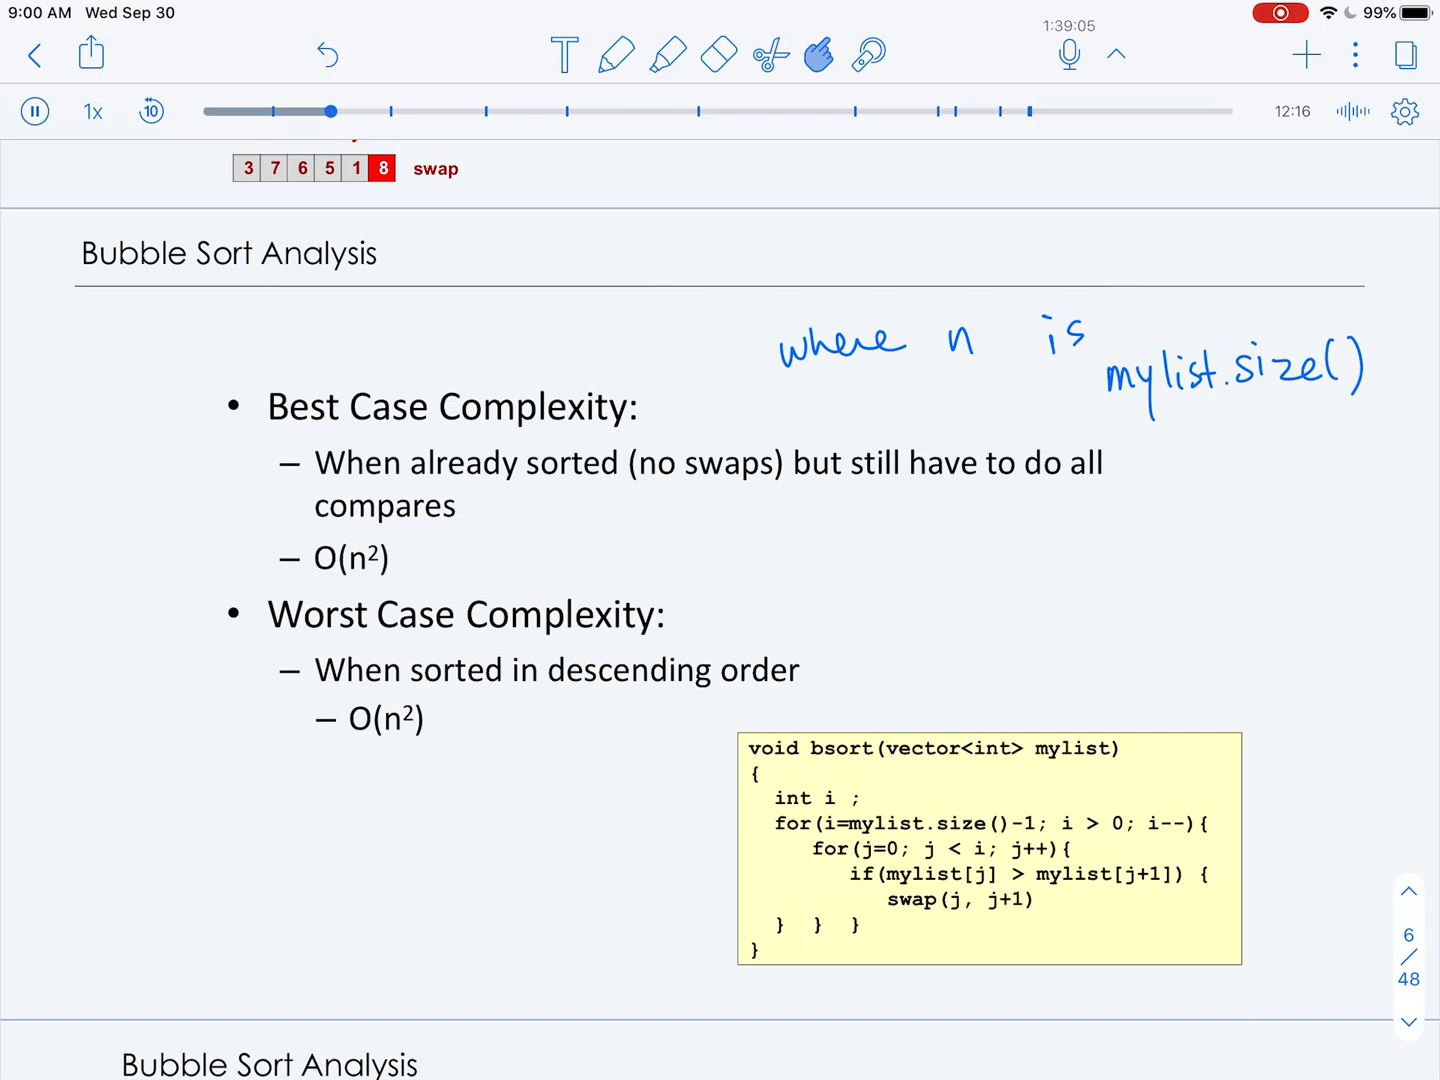 9:00 AM Wed Sep 30
99%
1:39:05
T
1x
10
12:16
3 7 6 5 1 8 swap
Bubble Sort Analysis
where n is
mylist.size()
• Best Case Complexity:
– When already sorted (no swaps) but still have to do all
compares
– O(n²)
• Worst Case Complexity:
– When sorted in descending order
– O(n²)
void bsort(vector<int> mylist)
{
int i ;
for(i=mylist.size()-1; i > 0; i--){
for(j=0; j < i; j++){
if(mylist[j] > mylist[j+1]) {
swap(j, j+1)
} } }
}
6
/
48
Bubble Sort Analysis